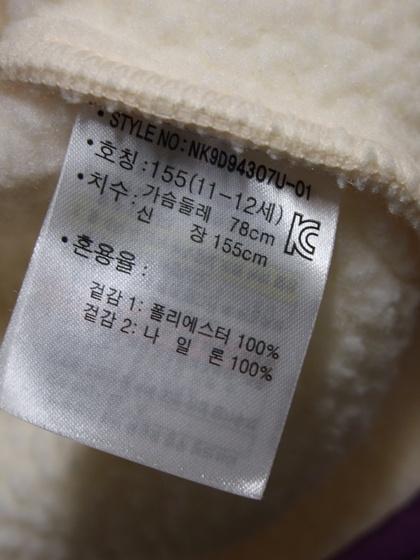 • STYLE NO: NK9D94307U-01
• 호칭 : 155(11-12세)
• 치수 : 가슴둘레 78cm
신 장 155cm
• 혼용율 :
겉감 1: 폴리에스터 100%
겉감 2: 나 일 론 100%